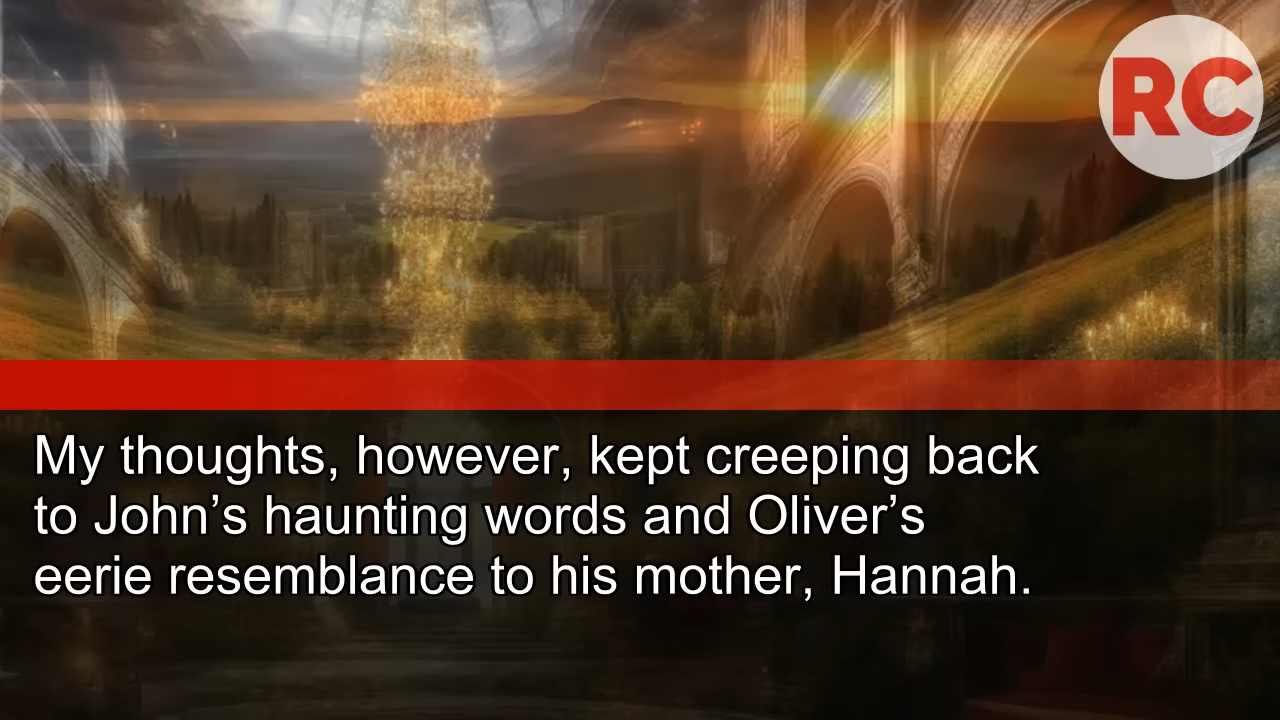 RC
My thoughts, however, kept creeping back
to John’s haunting words and Oliver’s
eerie resemblance to his mother, Hannah.